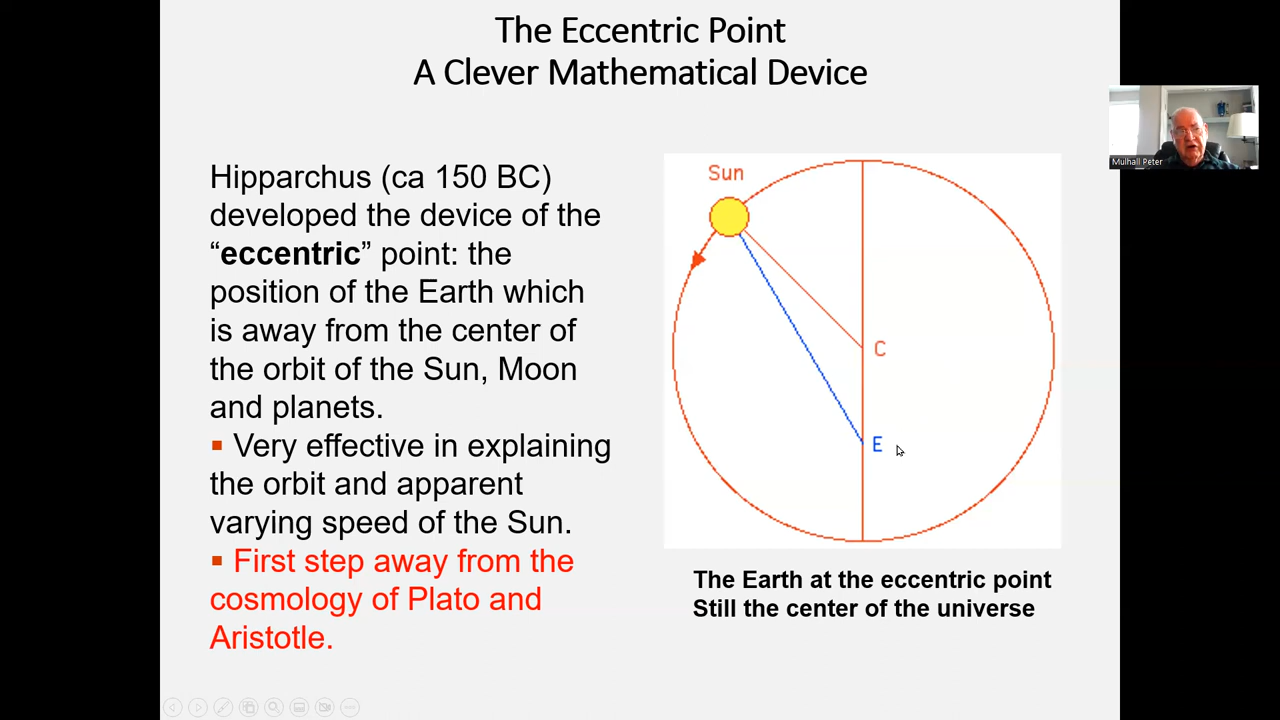 The Eccentric Point
A Clever Mathematical Device
Hipparchus (ca 150 BC)
developed the device of the
“eccentric” point: the
position of the Earth which
is away from the center of
the orbit of the Sun, Moon
and planets.
▪ Very effective in explaining
the orbit and apparent
varying speed of the Sun.
▪ First step away from the
cosmology of Plato and
Aristotle.
Sun
C
E
The Earth at the eccentric point
Still the center of the universe
Mulhall Peter